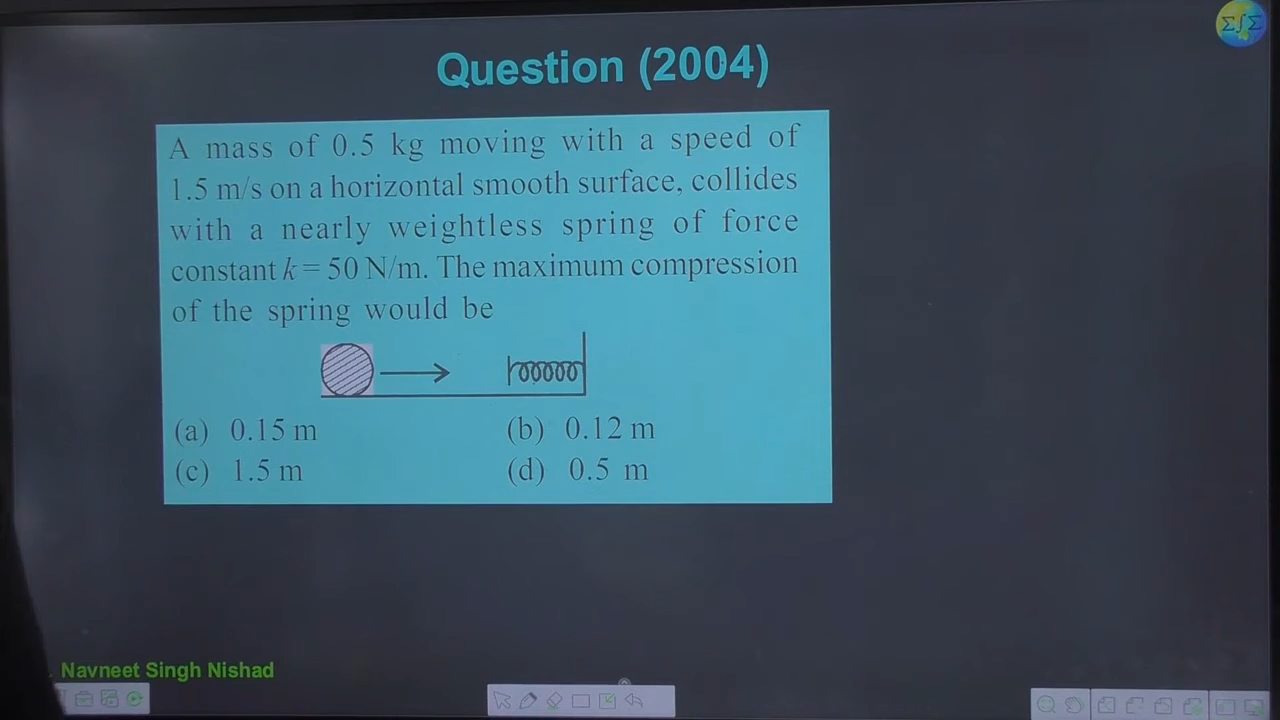 Question (2004)
A mass of 0.5 kg moving with a speed of
1.5 m/s on a horizontal smooth surface, collides
with a nearly weightless spring of force
constant k = 50 N/m. The maximum compression
of the spring would be
(a) 0.15 m (b) 0.12 m
(c) 1.5 m (d) 0.5 m
Navneet Singh Nishad
Σ∫Σ